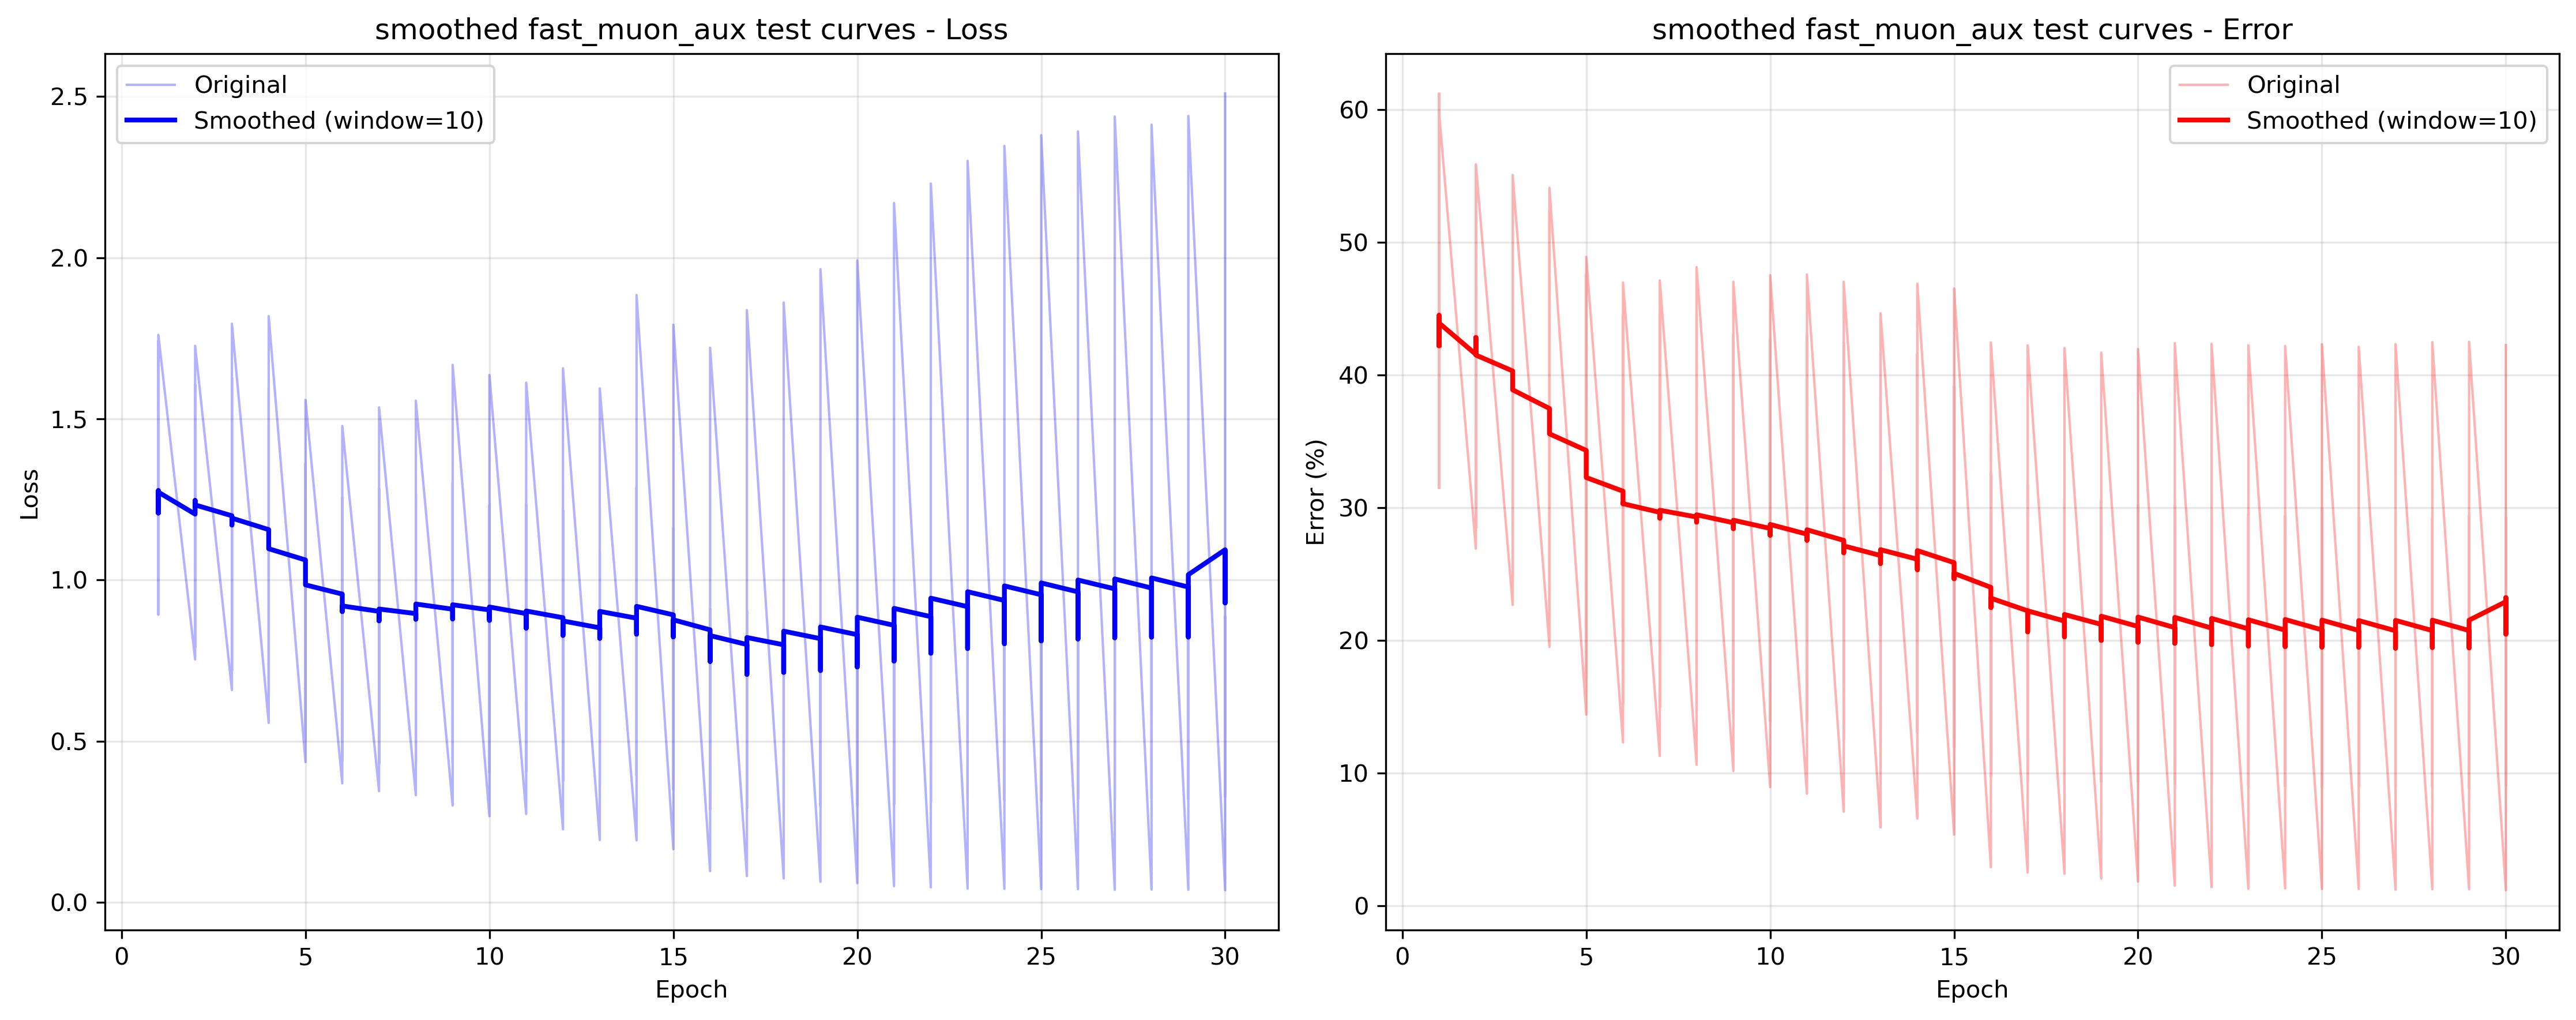 smoothed fast_muon_aux test curves - Loss
Original
Smoothed (window=10)
2.5
2.0
1.5
1.0
0.5
0.0
Loss
0 5 10 15 20 25 30
Epoch
smoothed fast_muon_aux test curves - Error
Original
Smoothed (window=10)
60
50
40
30
20
10
0
Error (%)
0 5 10 15 20 25 30
Epoch